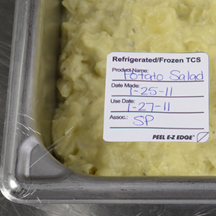 Refrigerated/Frozen TCS
Product Name:
Potato Salad
Date Made:
1-25-11
Use Date:
1-27-11
Assoc.:
SP
PEEL E-Z EDGE